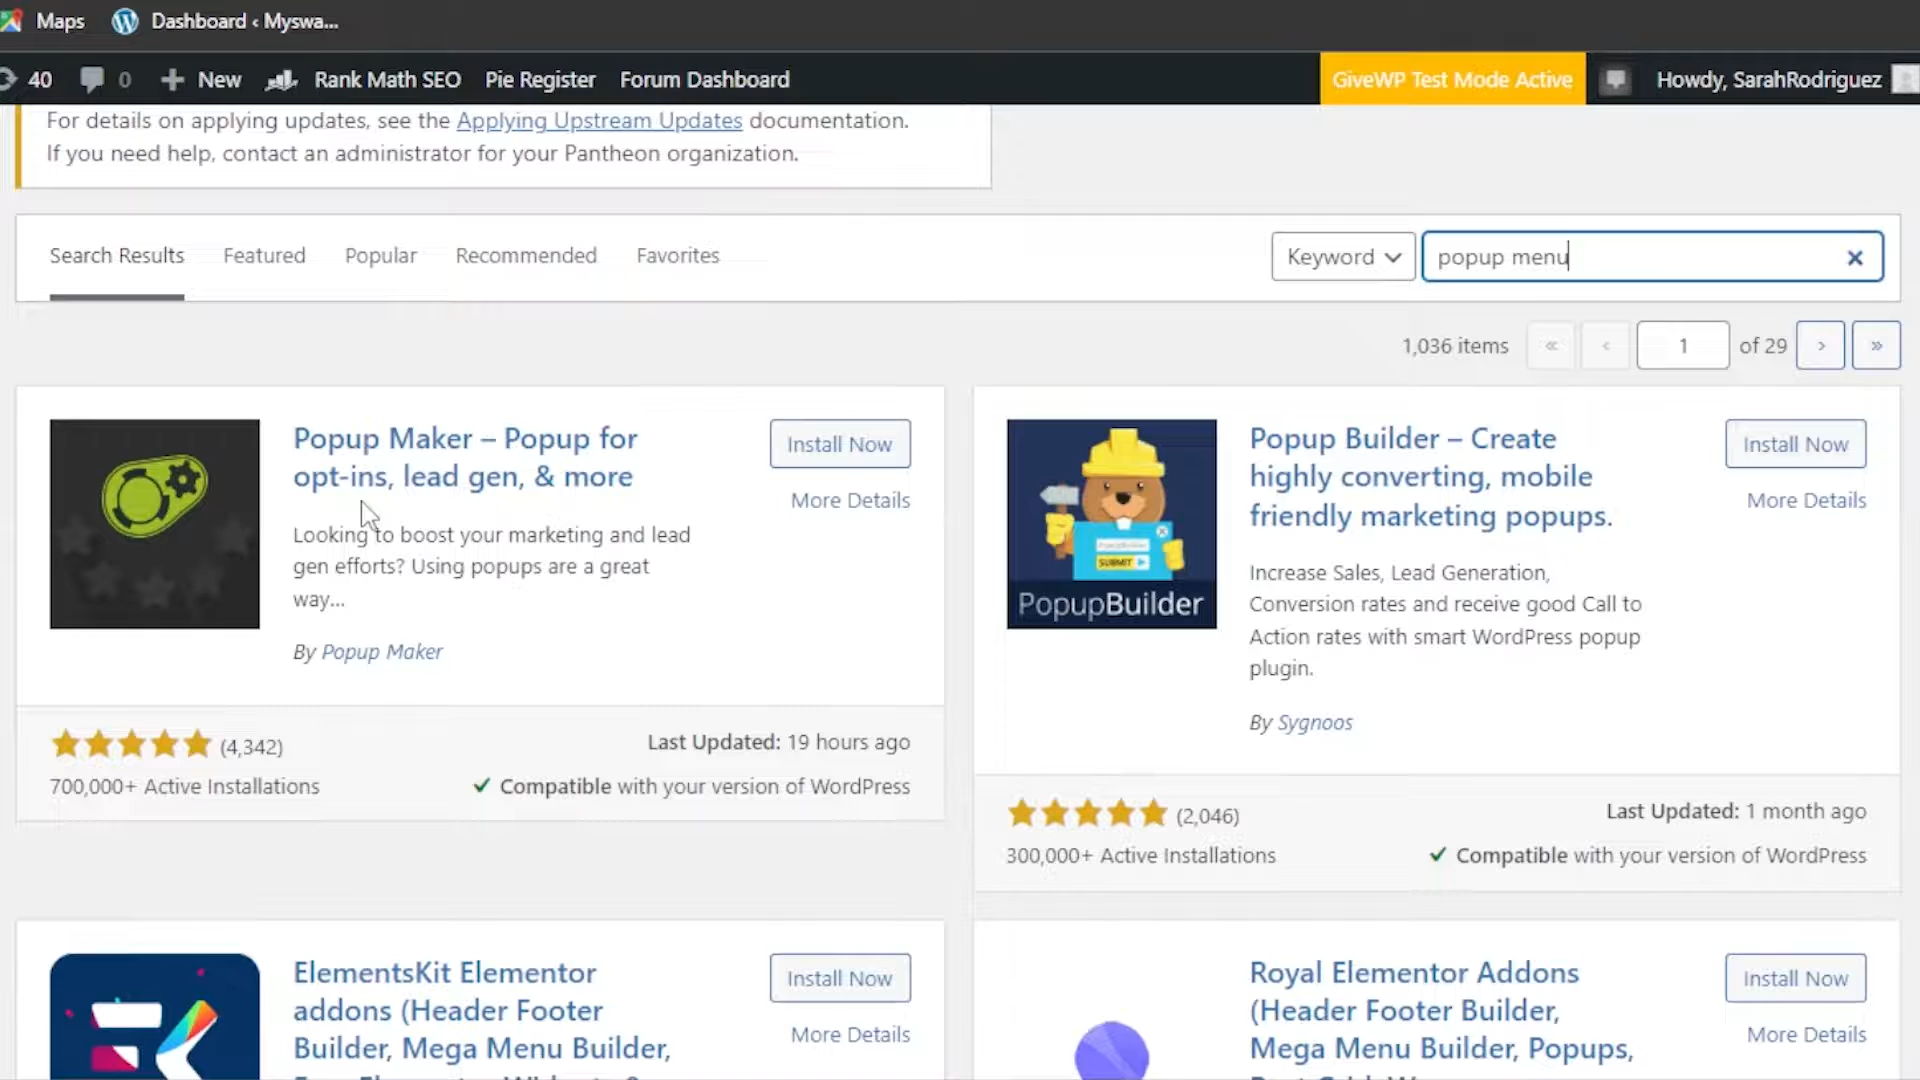 Maps Dashboard ‹ Myswa...
40 0 New Rank Math SEO Pie Register Forum Dashboard GiveWP Test Mode Active Howdy, SarahRodriguez
For details on applying updates, see the Applying Upstream Updates documentation.
If you need help, contact an administrator for your Pantheon organization.
Search Results Featured Popular Recommended Favorites Keyword popup menu
1,036 items « ‹ 1 of 29 › »
Popup Maker – Popup for
opt-ins, lead gen, & more
Install Now
More Details
Looking to boost your marketing and lead
gen efforts? Using popups are a great
way...
By Popup Maker
(4,342)
Last Updated: 19 hours ago
700,000+ Active Installations
Compatible with your version of WordPress
PopupBuilder
SUBMIT
Popup Builder – Create
highly converting, mobile
friendly marketing popups.
Install Now
More Details
Increase Sales, Lead Generation,
Conversion rates and receive good Call to
Action rates with smart WordPress popup
plugin.
By Sygnoos
(2,046)
Last Updated: 1 month ago
300,000+ Active Installations
Compatible with your version of WordPress
ElementsKit Elementor
addons (Header Footer
Builder, Mega Menu Builder,
Install Now
More Details
Royal Elementor Addons
(Header Footer Builder,
Mega Menu Builder, Popups,
Install Now
More Details